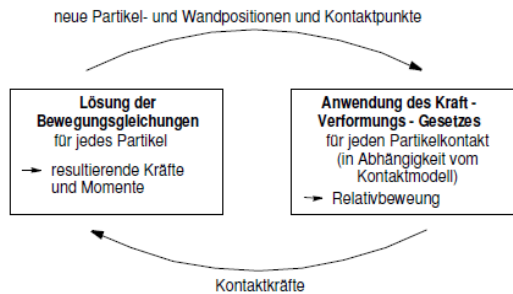 neue Partikel- und Wandpositionen und Kontaktpunkte
Lösung der
Bewegungsgleichungen
für jedes Partikel
resultierende Kräfte
und Momente
Anwendung des Kraft -
Verformungs - Gesetzes
für jeden Partikelkontakt
(in Abhängigkeit vom
Kontaktmodell)
Relativbeweung
Kontaktkräfte